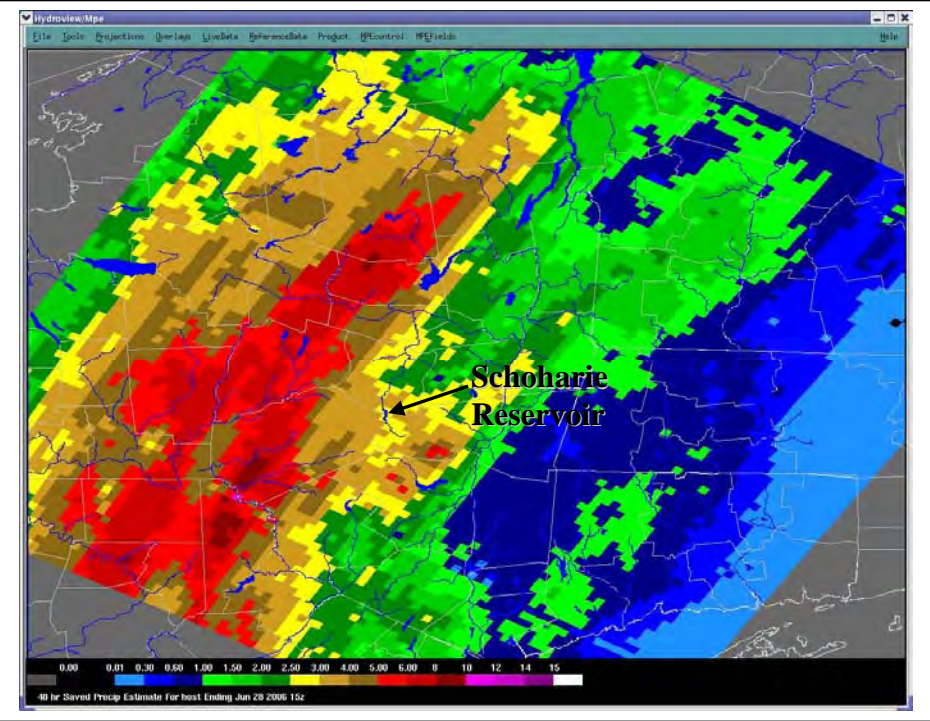 Hydroview/Mpe
File Tools Projections Overlays LiveData ReferenceData Product MPEcontrol MPEFields Help
Schoharie
Reservoir
0.00 0.01 0.30 0.60 1.00 1.50 2.00 2.50 3.00 4.00 5.00 6.00 8 10 12 14 15
48 hr Saved Precip Estimate For host Ending Jun 28 2006 15z